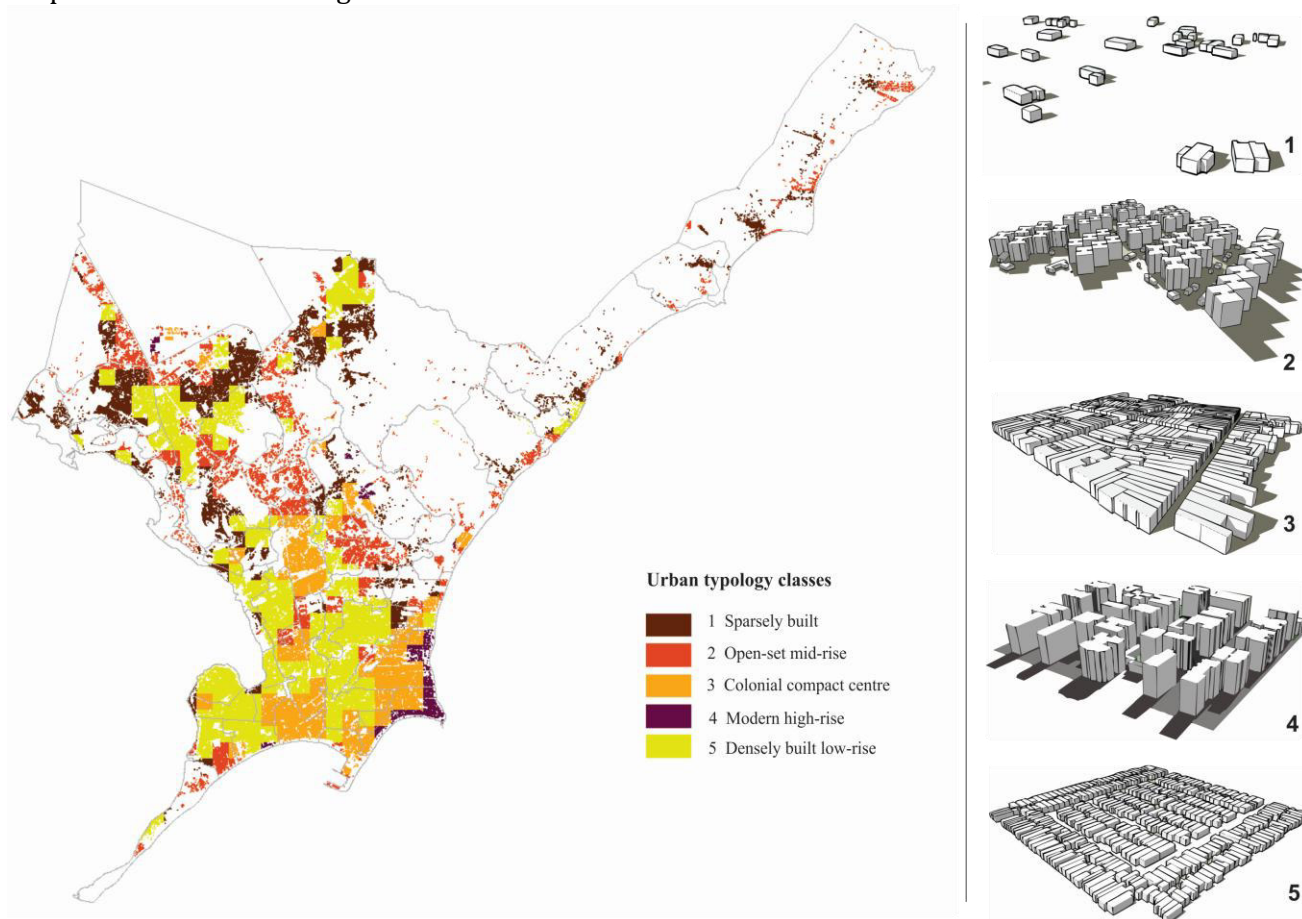 Urban typology classes
1 Sparsely built
2 Open-set mid-rise
3 Colonial compact centre
4 Modern high-rise
5 Densely built low-rise
1
2
3
4
5